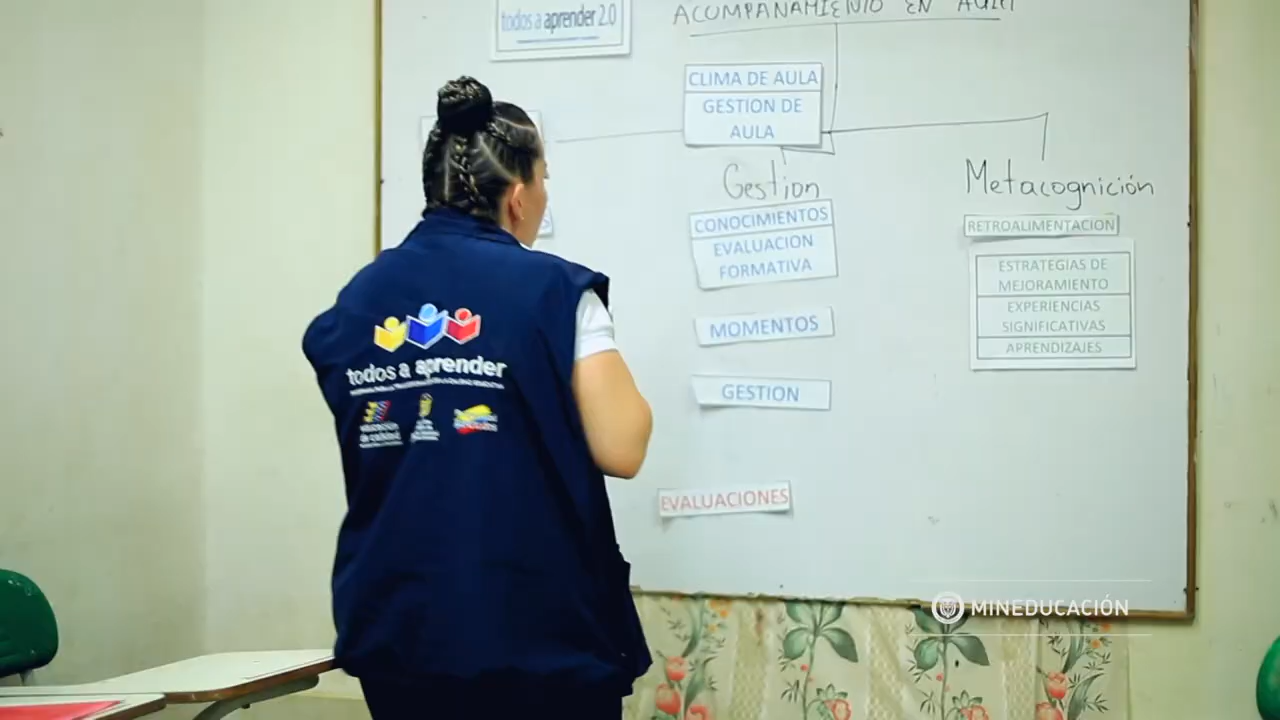 todos a aprender 2.0
ACOMPAÑAMIENTO EN AULA
CLIMA DE AULA
GESTION DE
AULA
Gestion
CONOCIMIENTOS
EVALUACION
FORMATIVA
MOMENTOS
GESTION
EVALUACIONES
Metacognición
RETROALIMENTACION
ESTRATEGIAS DE
MEJORAMIENTO
EXPERIENCIAS
SIGNIFICATIVAS
APRENDIZAJES
todos a aprender
MINEDUCACIÓN